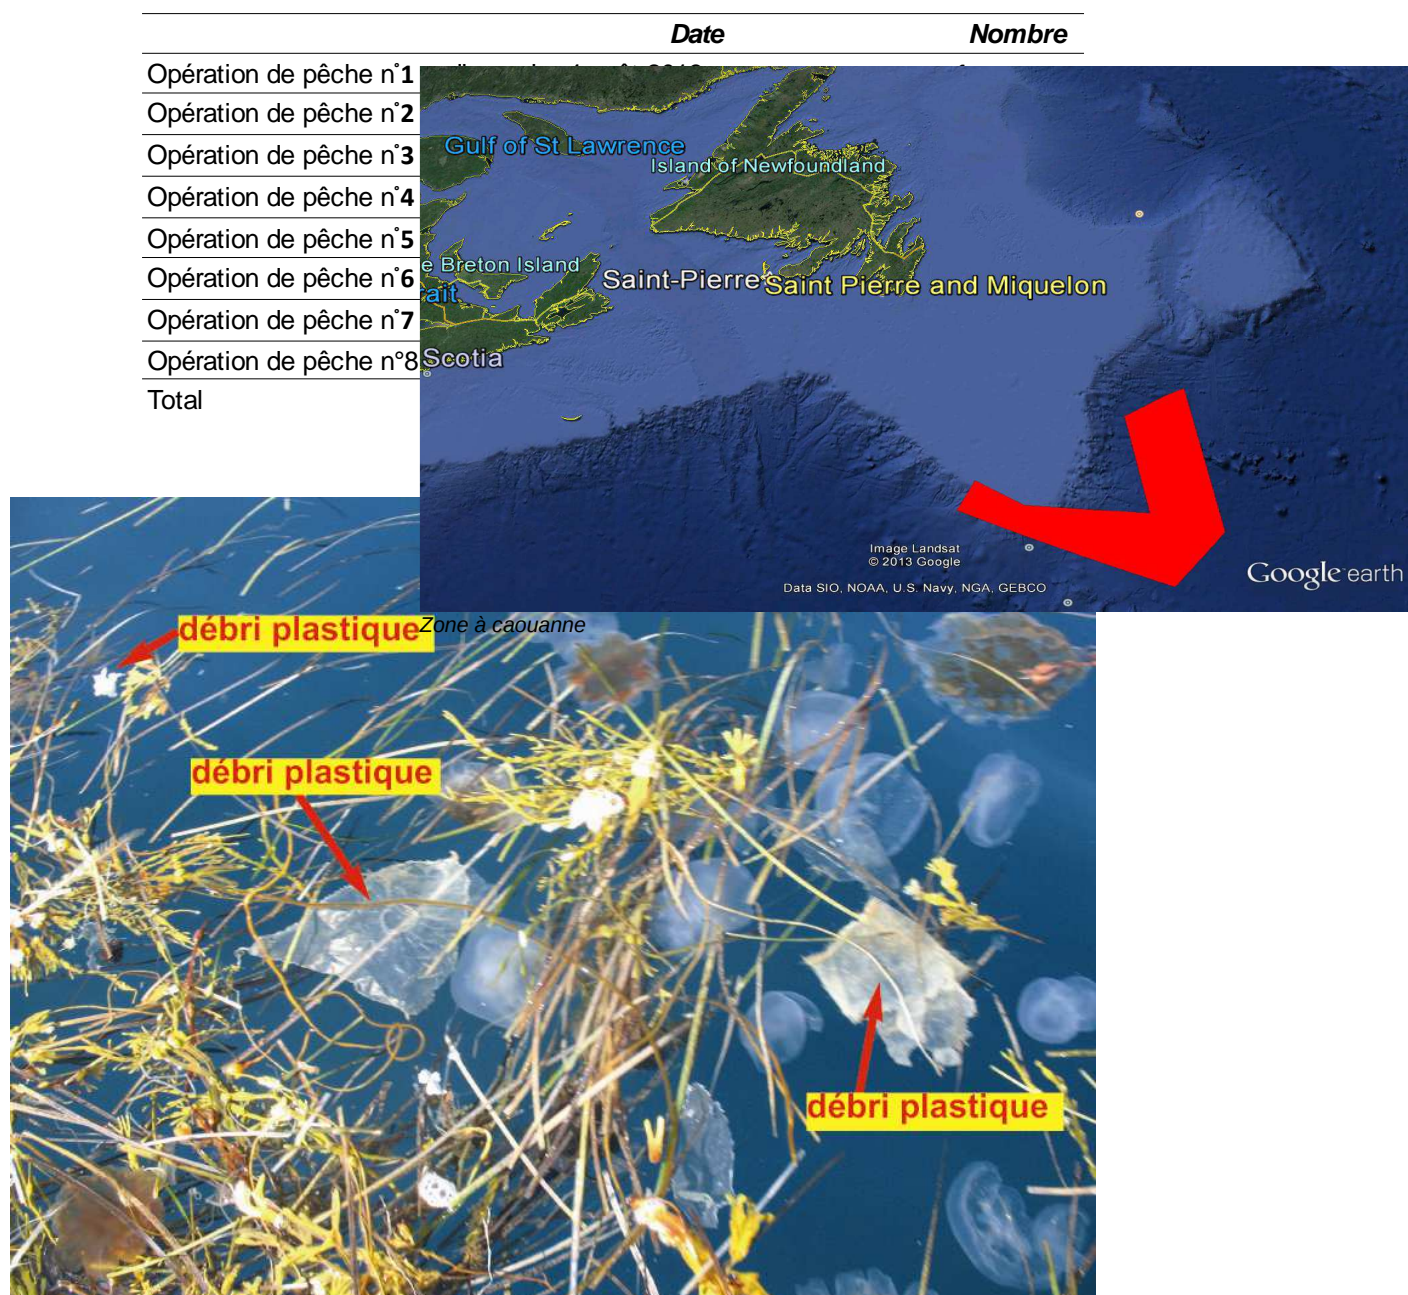 Date Nombre
Opération de pêche n°1
Opération de pêche n°2
Opération de pêche n°3
Opération de pêche n°4
Opération de pêche n°5
Opération de pêche n°6
Opération de pêche n°7
Opération de pêche n°8
Total
Gulf of St Lawrence
Island of Newfoundland
e Breton Island
Saint-Pierre
Saint Pierre and Miquelon
rait
Scotia
Image Landsat
© 2013 Google
Data SIO, NOAA, U.S. Navy, NGA, GEBCO
Google earth
Zone à caouanne
débri plastique
débri plastique
débri plastique